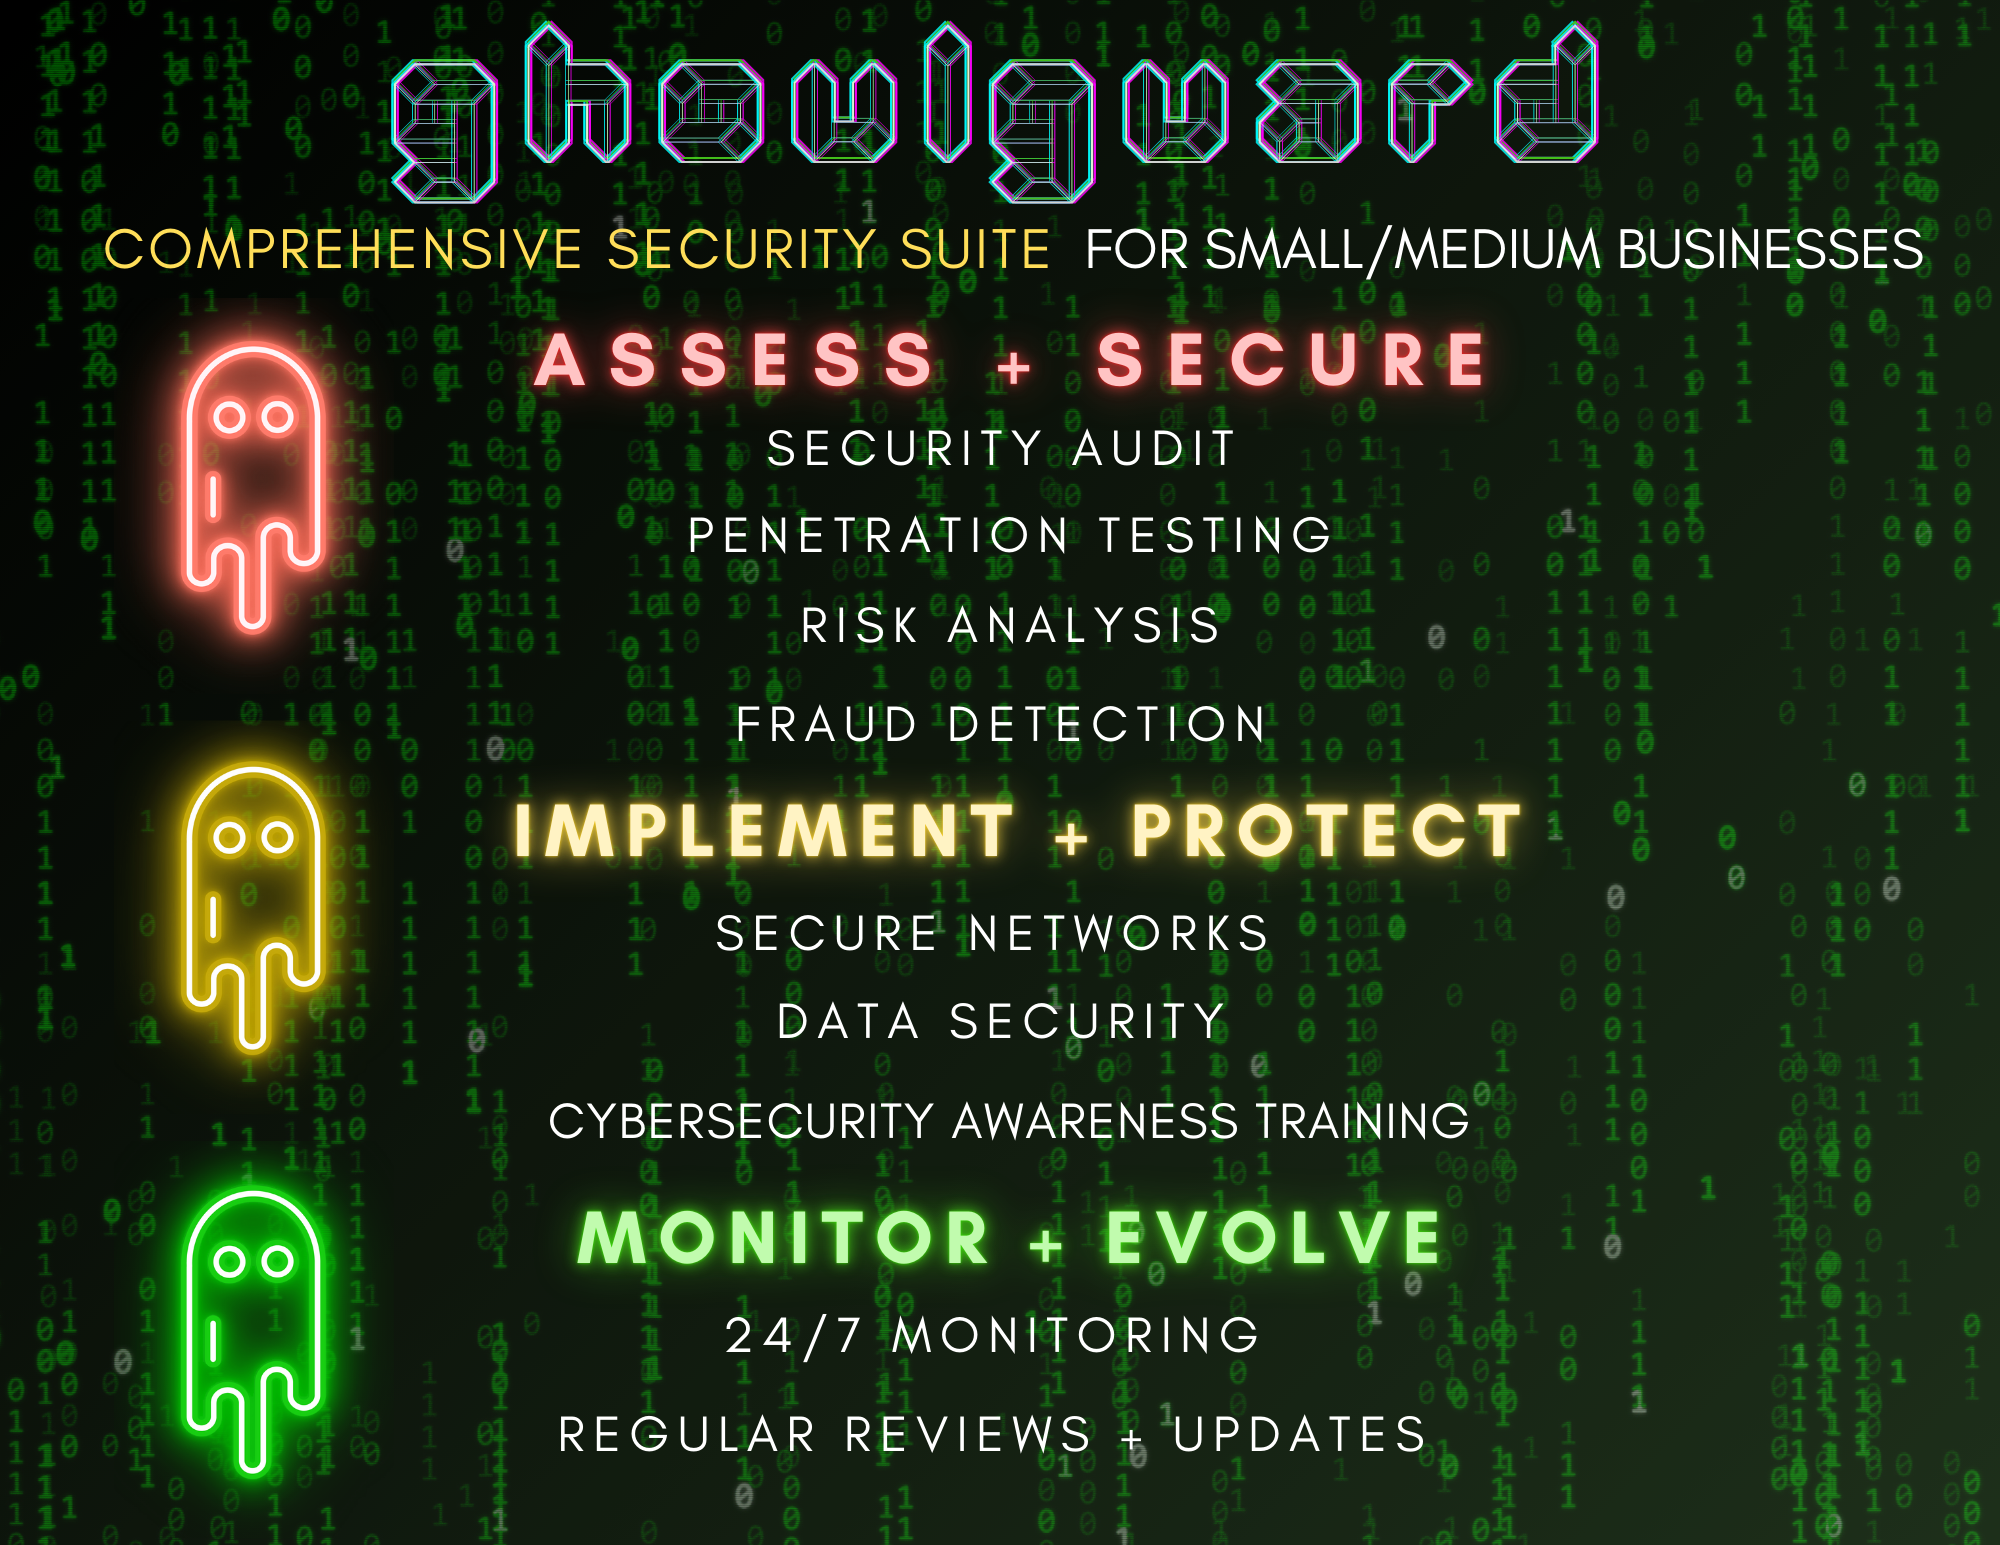 ghoulguard
COMPREHENSIVE SECURITY SUITE FOR SMALL/MEDIUM BUSINESSES
ASSESS + SECURE
SECURITY AUDIT
PENETRATION TESTING
RISK ANALYSIS
FRAUD DETECTION
IMPLEMENT + PROTECT
SECURE NETWORKS
DATA SECURITY
CYBERSECURITY AWARENESS TRAINING
MONITOR + EVOLVE
24/7 MONITORING
REGULAR REVIEWS + UPDATES